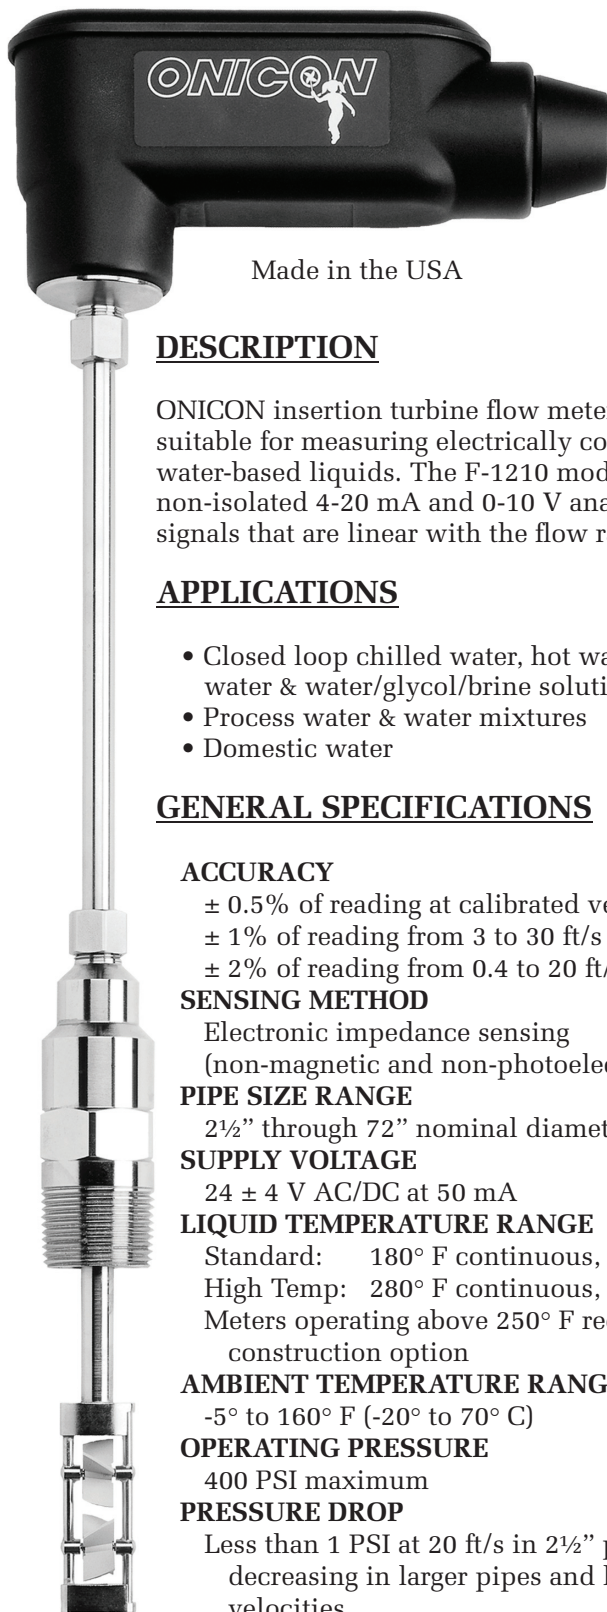 ONICON
Made in the USA
DESCRIPTION
ONICON insertion turbine flow mete
suitable for measuring electrically co
water-based liquids. The F-1210 mod
non-isolated 4-20 mA and 0-10 V ana
signals that are linear with the flow r
APPLICATIONS
• Closed loop chilled water, hot wa
water & water/glycol/brine soluti
• Process water & water mixtures
• Domestic water
GENERAL SPECIFICATIONS
ACCURACY
± 0.5% of reading at calibrated ve
± 1% of reading from 3 to 30 ft/s
± 2% of reading from 0.4 to 20 ft/
SENSING METHOD
Electronic impedance sensing
(non-magnetic and non-photoele
PIPE SIZE RANGE
2½” through 72” nominal diamet
SUPPLY VOLTAGE
24 ± 4 V AC/DC at 50 mA
LIQUID TEMPERATURE RANGE
Standard: 180° F continuous,
High Temp: 280° F continuous,
Meters operating above 250° F re
construction option
AMBIENT TEMPERATURE RANG
-5° to 160° F (-20° to 70° C)
OPERATING PRESSURE
400 PSI maximum
PRESSURE DROP
Less than 1 PSI at 20 ft/s in 2½” p
decreasing in larger pipes and l
velocities